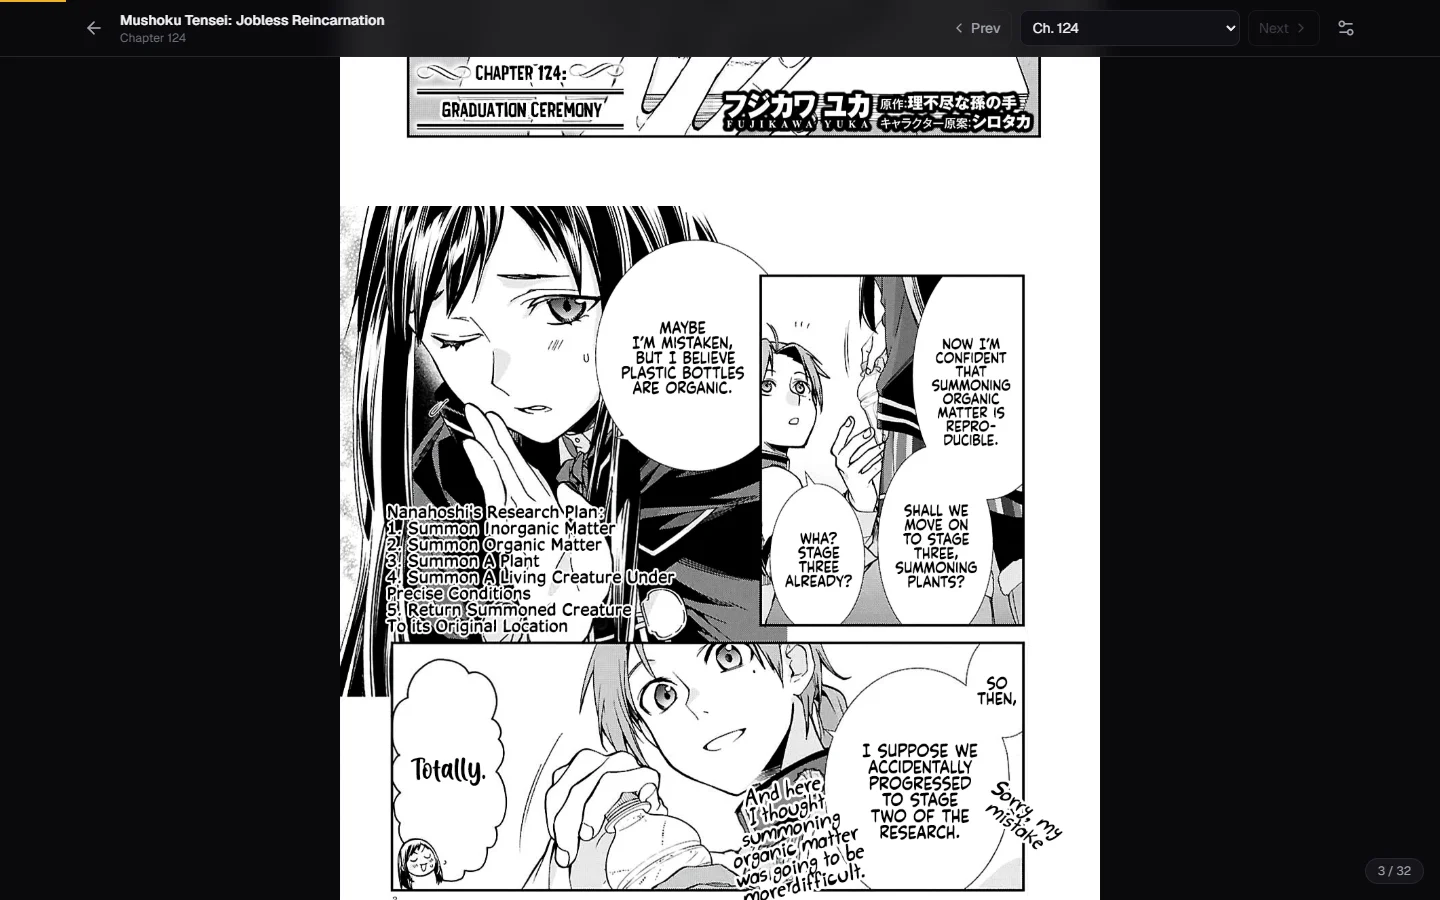 Mushoku Tensei: Jobless Reincarnation
Chapter 124
Prev
Ch. 124
Next
CHAPTER 124:
GRADUATION CEREMONY
フジカワ ユカ
FUJIKAWA YUKA
原作:理不尽な孫の手
キャラクター原案:シロタカ
NOW I'M
CONFIDENT
THAT
SUMMONING
ORGANIC
MATTER IS
REPRO-
DUCIBLE.
SHALL WE
MOVE ON
TO STAGE
THREE,
SUMMONING
PLANTS?
WHA?
STAGE
THREE
ALREADY?
MAYBE
I'M MISTAKEN,
BUT I BELIEVE
PLASTIC BOTTLES
ARE ORGANIC.
Nanahoshi's Research Plan:
1. Summon Inorganic Matter
2. Summon Organic Matter
3. Summon A Plant
4. Summon A Living Creature Under
Precise Conditions
5. Return Summoned Creature
To its Original Location
SO
THEN,
I SUPPOSE WE
ACCIDENTALLY
PROGRESSED
TO STAGE
TWO OF THE
RESEARCH.
Sorry, my
mistake
And here
I thought
summoning
organic matter
was going to be
more difficult.
Totally.
3 / 32